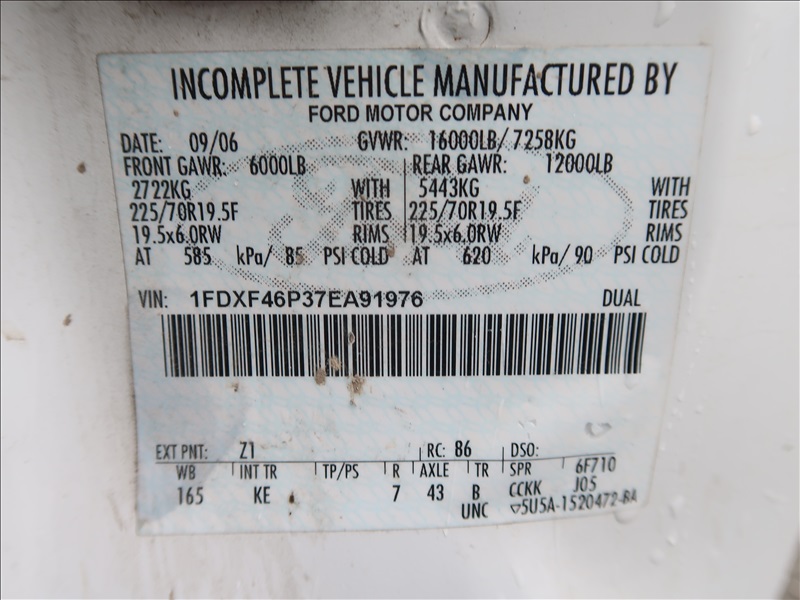 INCOMPLETE VEHICLE MANUFACTURED BY
FORD MOTOR COMPANY
DATE: 09/06 GVWR: 16000LB/ 7258KG
FRONT GAWR: 6000LB REAR GAWR: 12000LB
2722KG WITH 5443KG WITH
225/70R19.5F TIRES 225/70R19.5F TIRES
19.5x6.0RW RIMS 19.5x6.0RW RIMS
AT 585 kPa/ 85 PSI COLD AT 620 kPa/ 90 PSI COLD
VIN: 1FDXF46P37EA91976 DUAL
EXT PNT: Z1 RC: 86 DSO:
WB INT TR TP/PS R AXLE TR SPR 6F710
165 KE 7 43 B CCKK J05
UNC ▽5U5A-1520472-BA